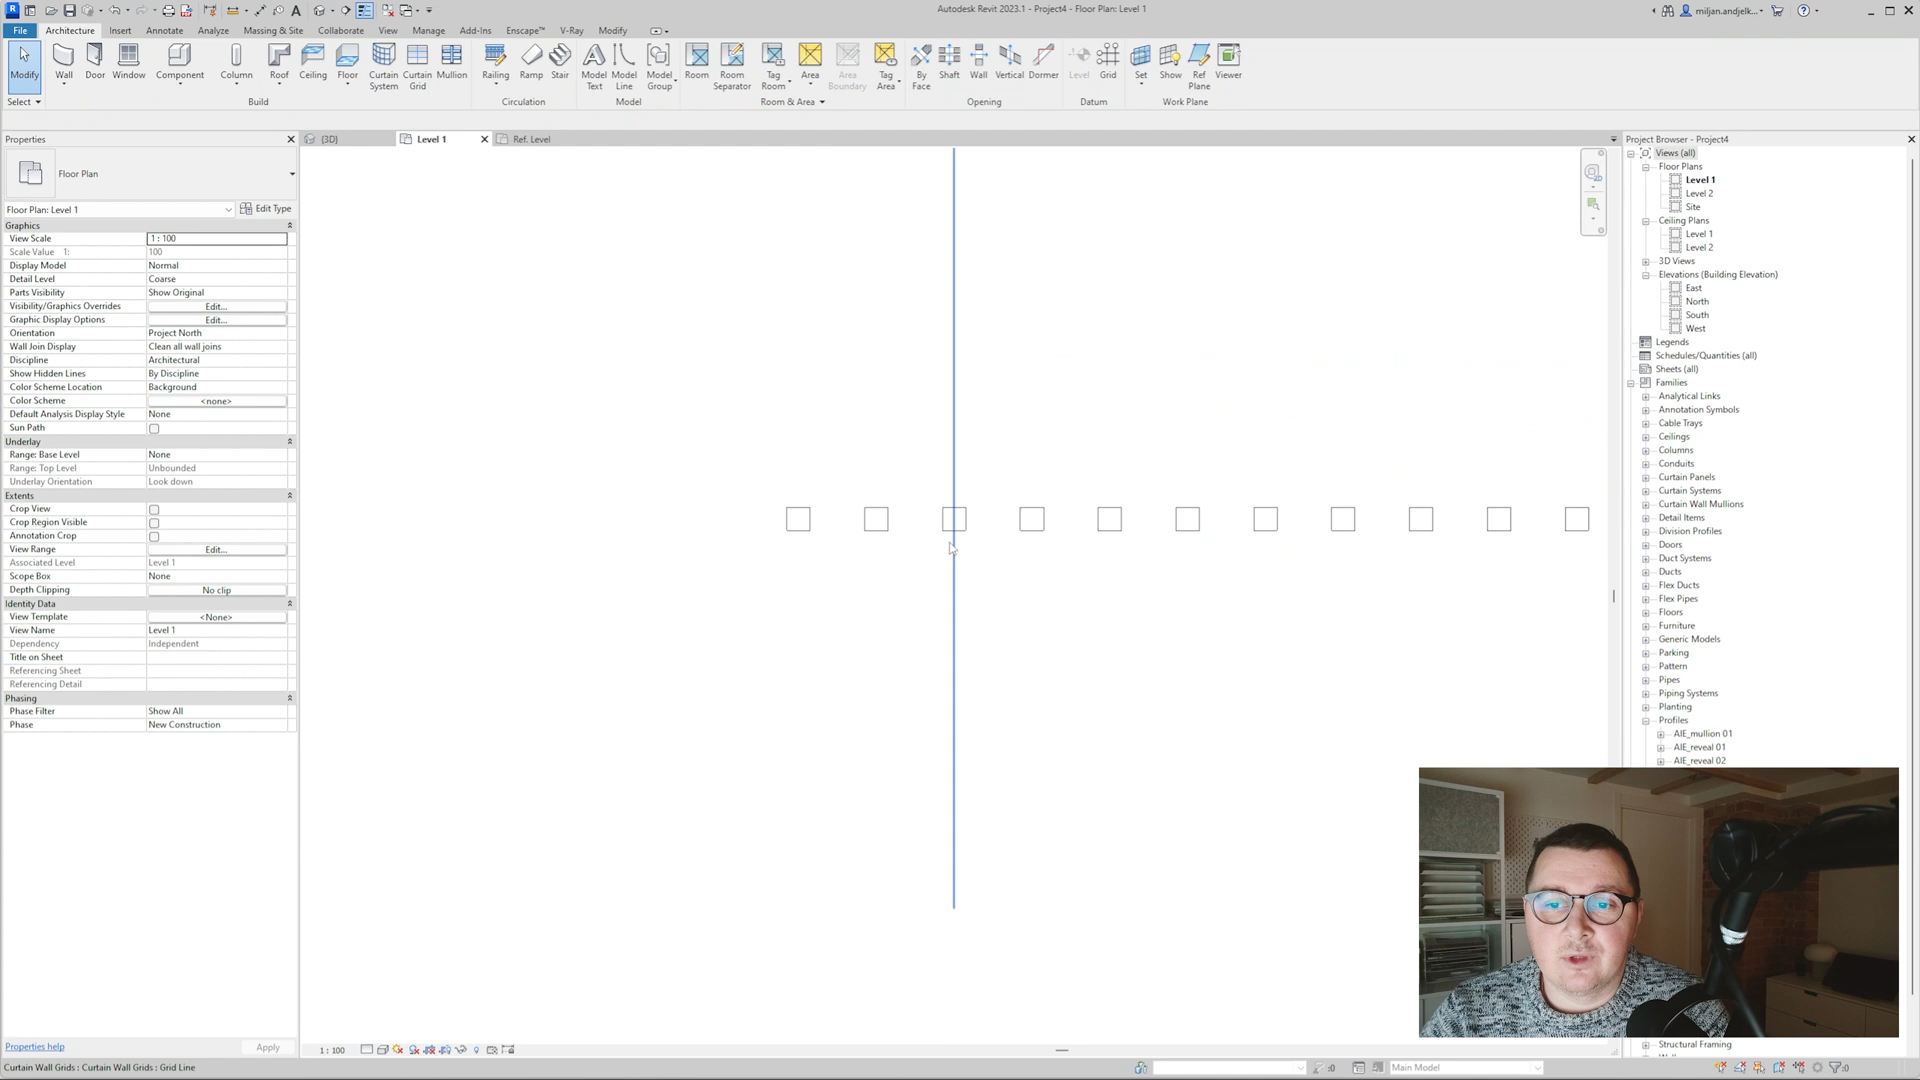 Autodesk Revit 2023.1 - Project4 - Floor Plan: Level 1
miljan.andjelk...
File Architecture Insert Annotate Analyze Massing & Site Collaborate View Manage Add-Ins Enscape™ V-Ray Modify
Modify Wall Door Window Component Column Roof Ceiling Floor Curtain System Curtain Grid Mullion Railing Ramp Stair Model Text Model Line Model Group Room Room Separator Tag Room Area Area Boundary Tag Area By Face Shaft Wall Vertical Dormer Level Grid Set Show Ref Plane Viewer
Select Build Circulation Model Room & Area Opening Datum Work Plane
Properties
Floor Plan
Floor Plan: Level 1 Edit Type
Graphics
View Scale 1 : 100
Scale Value 1: 100
Display Model Normal
Detail Level Coarse
Parts Visibility Show Original
Visibility/Graphics Overrides Edit...
Graphic Display Options Edit...
Orientation Project North
Wall Join Display Clean all wall joins
Discipline Architectural
Show Hidden Lines By Discipline
Color Scheme Location Background
Color Scheme <none>
Default Analysis Display Style None
Sun Path
Underlay
Range: Base Level None
Range: Top Level Unbounded
Underlay Orientation Look down
Extents
Crop View
Crop Region Visible
Annotation Crop
View Range Edit...
Associated Level Level 1
Scope Box None
Depth Clipping No clip
Identity Data
View Template <None>
View Name Level 1
Dependency Independent
Title on Sheet
Referencing Sheet
Referencing Detail
Phasing
Phase Filter Show All
Phase New Construction
Properties help Apply
{3D} Level 1 Ref. Level
1 : 100
Project Browser - Project4
Views (all)
Floor Plans
Level 1
Level 2
Site
Ceiling Plans
Level 1
Level 2
3D Views
Elevations (Building Elevation)
East
North
South
West
Legends
Schedules/Quantities (all)
Sheets (all)
Families
Analytical Links
Annotation Symbols
Cable Trays
Ceilings
Columns
Conduits
Curtain Panels
Curtain Systems
Curtain Wall Mullions
Detail Items
Division Profiles
Doors
Duct Systems
Ducts
Flex Ducts
Flex Pipes
Floors
Furniture
Generic Models
Parking
Pattern
Pipes
Piping Systems
Planting
Profiles
AIE_mullion 01
AIE_reveal 01
AIE_reveal 02
Structural Framing
Curtain Wall Grids : Curtain Wall Grids : Grid Line
:0
Main Model
:0